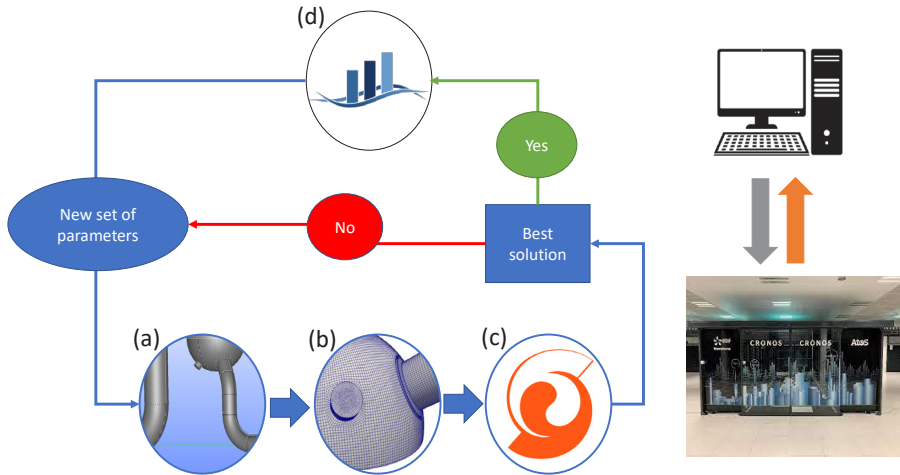 (d)
Yes
New set of
parameters
No
Best
solution
(a)
(b)
(c)
CRONOS
CRONOS
Atos